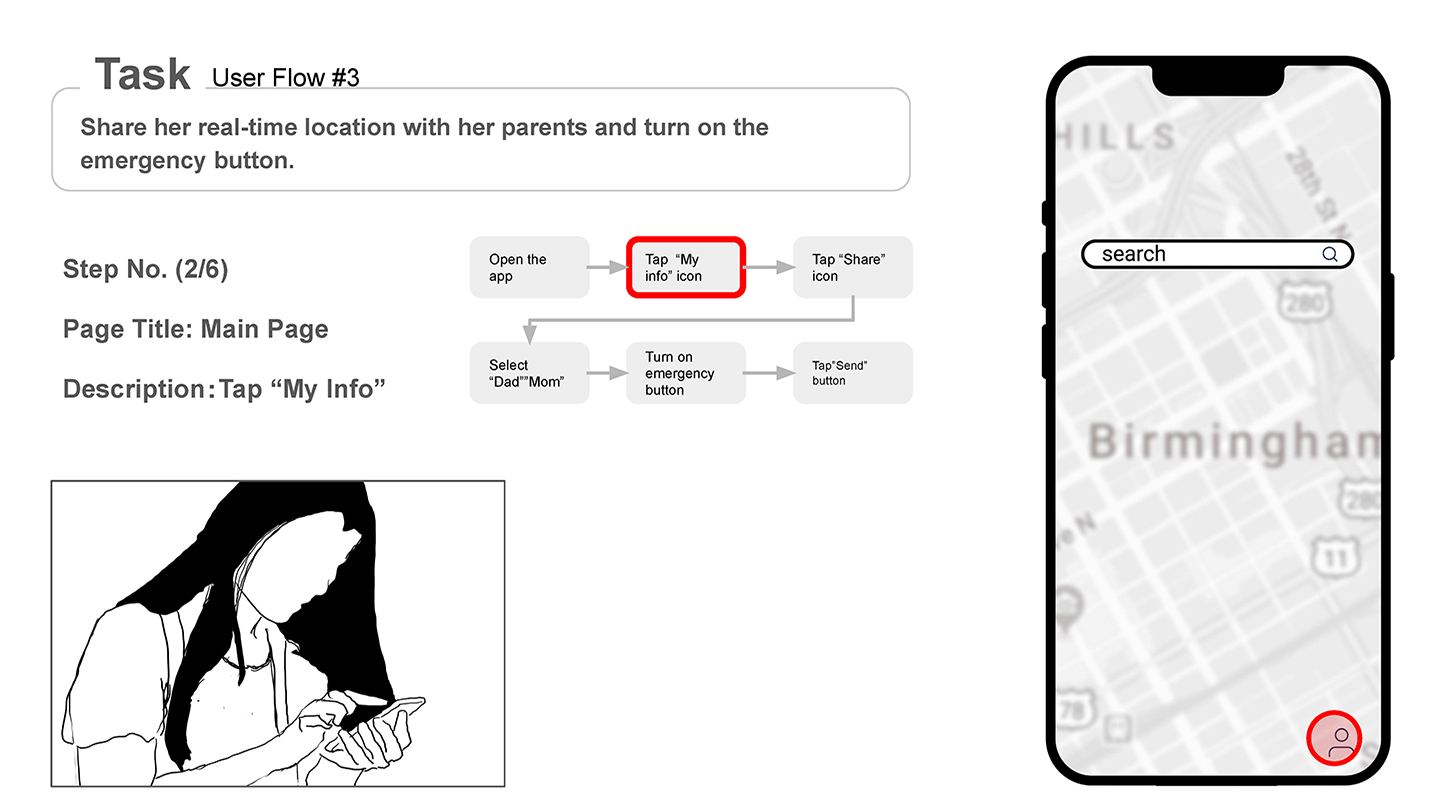 Task User Flow #3
Share her real-time location with her parents and turn on the
emergency button.
Step No. (2/6)
Page Title: Main Page
Description:Tap “My Info”
Open the
app
Tap “My
info” icon
Tap “Share”
icon
Select
“Dad””Mom”
Turn on
emergency
button
Tap"Send"
button
HILLS
28th St N
search
280
Birmingham
280
re N
11
78